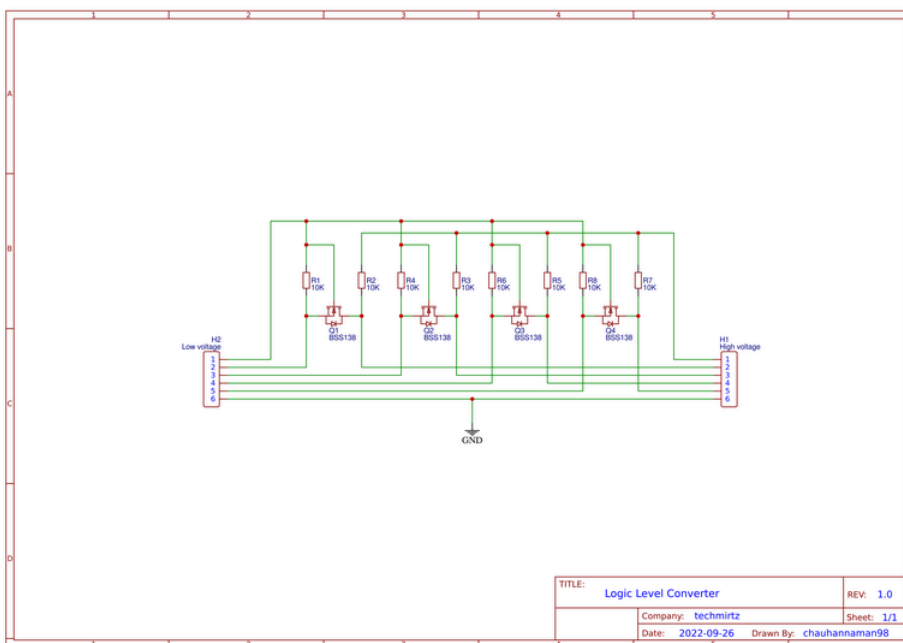 1 2 3 4 5
A
B
R1 10K
R2 10K
R4 10K
R3 10K
R6 10K
R5 10K
R8 10K
R7 10K
Q1 BSS138
Q2 BSS138
Q3 BSS138
Q4 BSS138
H2
Low voltage
1
2
3
4
5
6
H1
High voltage
1
2
3
4
5
6
C
GND
D
TITLE:
Logic Level Converter
REV: 1.0
Company: techmirtz
Sheet: 1/1
Date: 2022-09-26 Drawn By: chauhannaman98